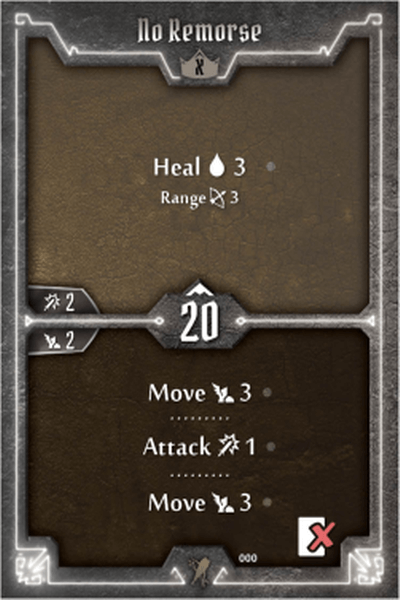 No Remorse
X
Heal 3
Range 3
2
20
2
Move 3
Attack 1
Move 3
000